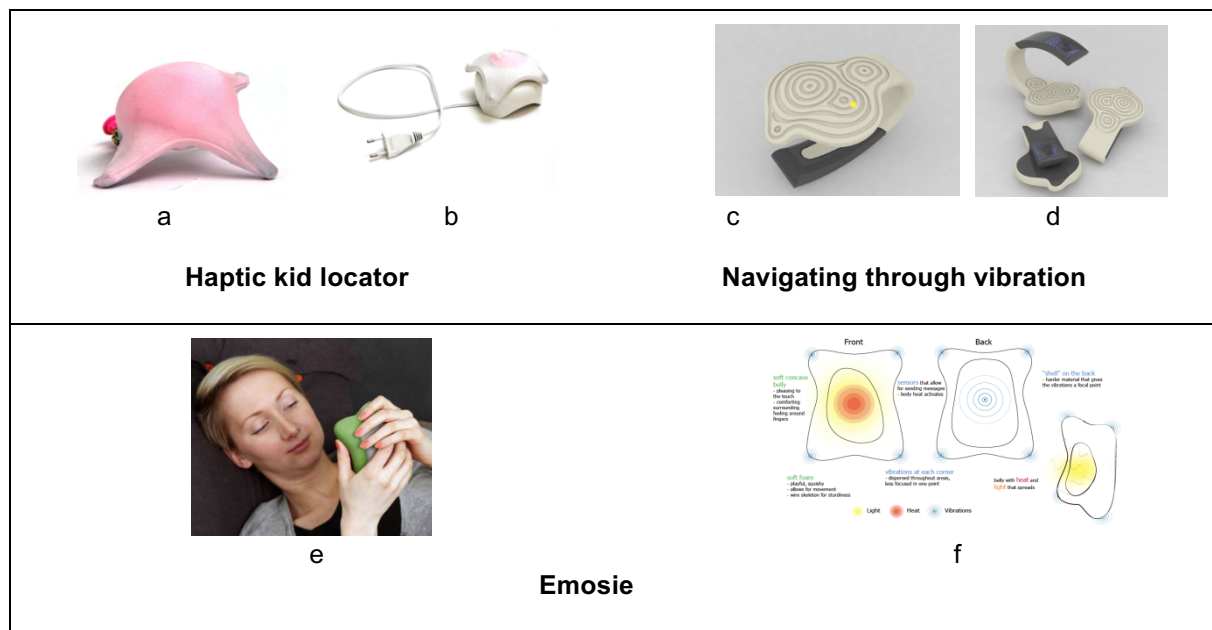 a
b
c
d
Haptic kid locator
Navigating through vibration
Front
Back
soft concave
belly
- pleasing to
the touch
- comforting
surrounding
feeling around
fingers
sensors that allow
for sending messages
- body heat activates
"shell" on the back
- harder material that gives
the vibrations a focal point
soft foam
- playful, squishy
- allows for movement
- wire skeleton for sturdiness
vibrations at each corner
- dispersed throughout areas,
less focused in one point
belly with heat and
light that spreads
Light
Heat
Vibrations
e
f
Emosie